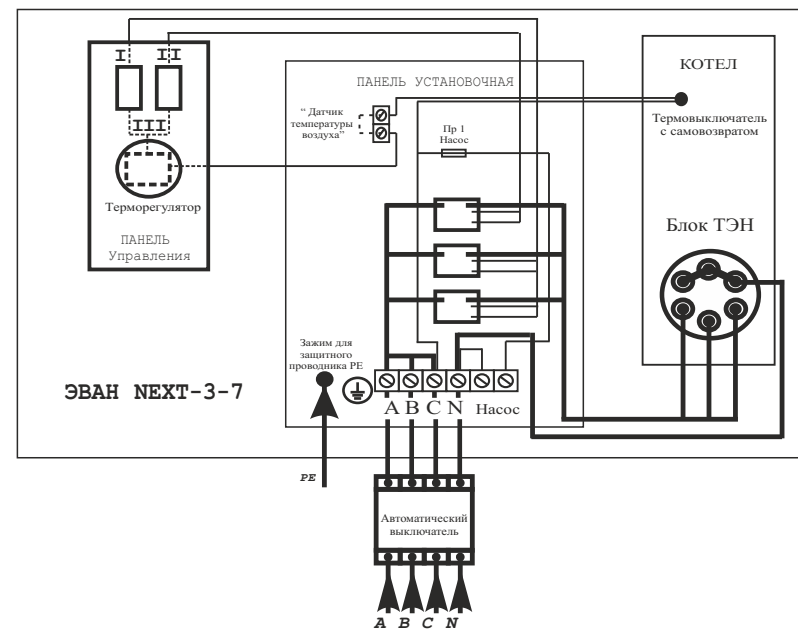 I II
III
Терморегулятор
ПАНЕЛЬ
Управления
ПАНЕЛЬ УСТАНОВОЧНАЯ
“ Датчик
температуры
воздуха”
Пр 1
Насос
КОТЕЛ
Термовыключатель
с самовозвратом
Блок ТЭН
Зажим для
защитного
проводника PE
ЭВАН NEXT-3-7
A B C N Насос
PE
Автоматический
выключатель
A B C N